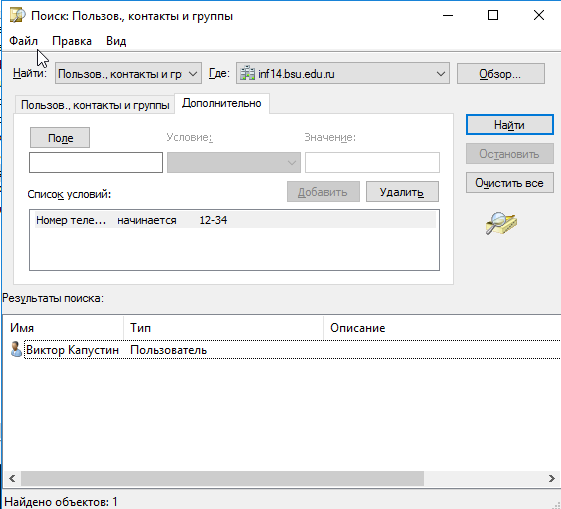 Поиск: Пользов., контакты и группы
Файл Правка Вид
Найти: Пользов., контакты и гр Где: inf14.bsu.edu.ru Обзор...
Пользов., контакты и группы Дополнительно
Поле Условие: Значение:
Найти
Остановить
Добавить Удалить Очистить все
Список условий:
Номер теле... начинается 12-34
Результаты поиска:
Имя Тип Описание
Виктор Капустин Пользователь
Найдено объектов: 1